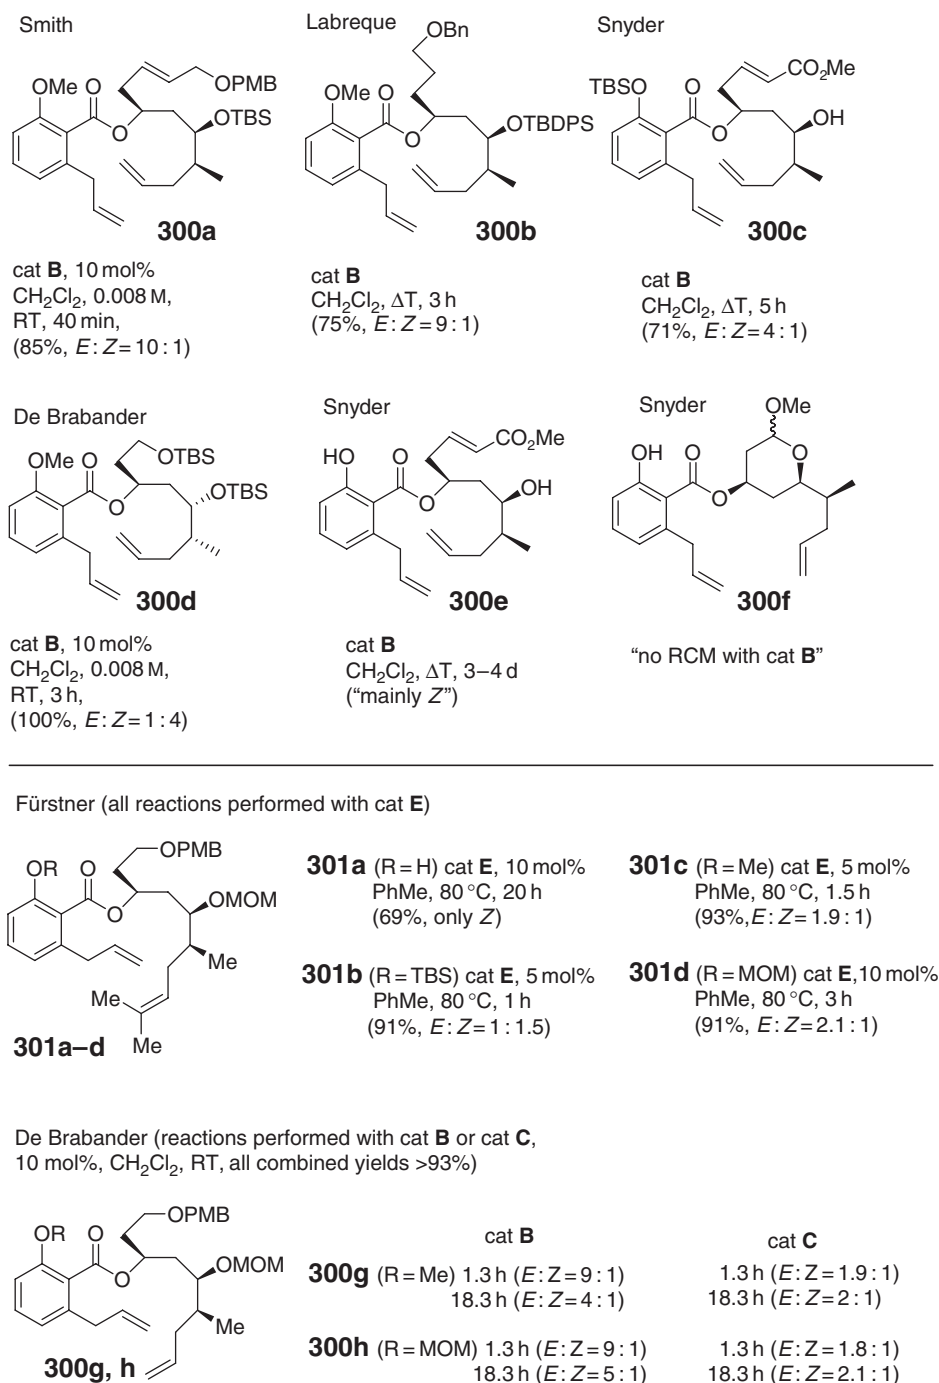 Smith
OMe
O
O
OPMB
OTBS
300a
cat B, 10 mol%
CH2Cl2, 0.008 M,
RT, 40 min,
(85%, E:Z = 10 : 1)
Labreque
OBn
OMe
O
O
OTBDPS
300b
cat B
CH2Cl2, ΔT, 3 h
(75%, E:Z = 9 : 1)
Snyder
TBSO
O
O
CO2Me
OH
300c
cat B
CH2Cl2, ΔT, 5 h
(71%, E:Z = 4 : 1)
De Brabander
OMe
O
O
OTBS
OTBS
300d
cat B, 10 mol%
CH2Cl2, 0.008 M,
RT, 3 h,
(100%, E:Z = 1 : 4)
Snyder
HO
O
O
CO2Me
OH
300e
cat B
CH2Cl2, ΔT, 3–4 d
("mainly Z")
Snyder
OMe
OH
O
O
O
300f
"no RCM with cat B"
Fürstner (all reactions performed with cat E)
OPMB
OR
O
O
OMOM
Me
Me
Me
301a–d
301a (R = H) cat E, 10 mol%
PhMe, 80 °C, 20 h
(69%, only Z)
301b (R = TBS) cat E, 5 mol%
PhMe, 80 °C, 1 h
(91%, E:Z = 1 : 1.5)
301c (R = Me) cat E, 5 mol%
PhMe, 80 °C, 1.5 h
(93%,E:Z = 1.9 : 1)
301d (R = MOM) cat E,10 mol%
PhMe, 80 °C, 3 h
(91%, E:Z = 2.1 : 1)
De Brabander (reactions performed with cat B or cat C,
10 mol%, CH2Cl2, RT, all combined yields >93%)
OPMB
OR
O
O
OMOM
Me
300g, h
cat B cat C
300g (R = Me) 1.3 h (E:Z = 9 : 1) 1.3 h (E:Z = 1.9 : 1)
18.3 h (E:Z = 4 : 1) 18.3 h (E:Z = 2 : 1)
300h (R = MOM) 1.3 h (E:Z = 9 : 1) 1.3 h (E:Z = 1.8 : 1)
18.3 h (E:Z = 5 : 1) 18.3 h (E:Z = 2.1 : 1)